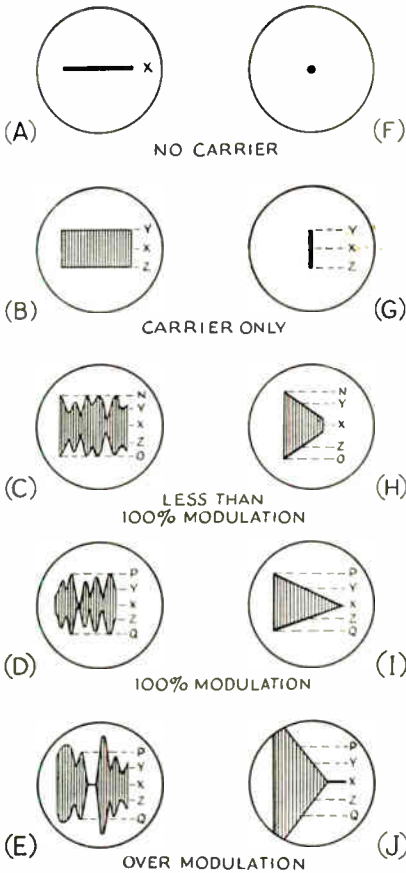 X
(A) (F)
NO CARRIER
Y Y
X X
Z Z
(B) (G)
CARRIER ONLY
N N
Y Y
X X
Z Z
O O
(C) (H)
LESS THAN
100% MODULATION
P P
Y Y
X X
Z Z
Q Q
(D) (I)
100% MODULATION
P P
Y Y
X X
Z Z
Q Q
(E) (J)
OVER MODULATION